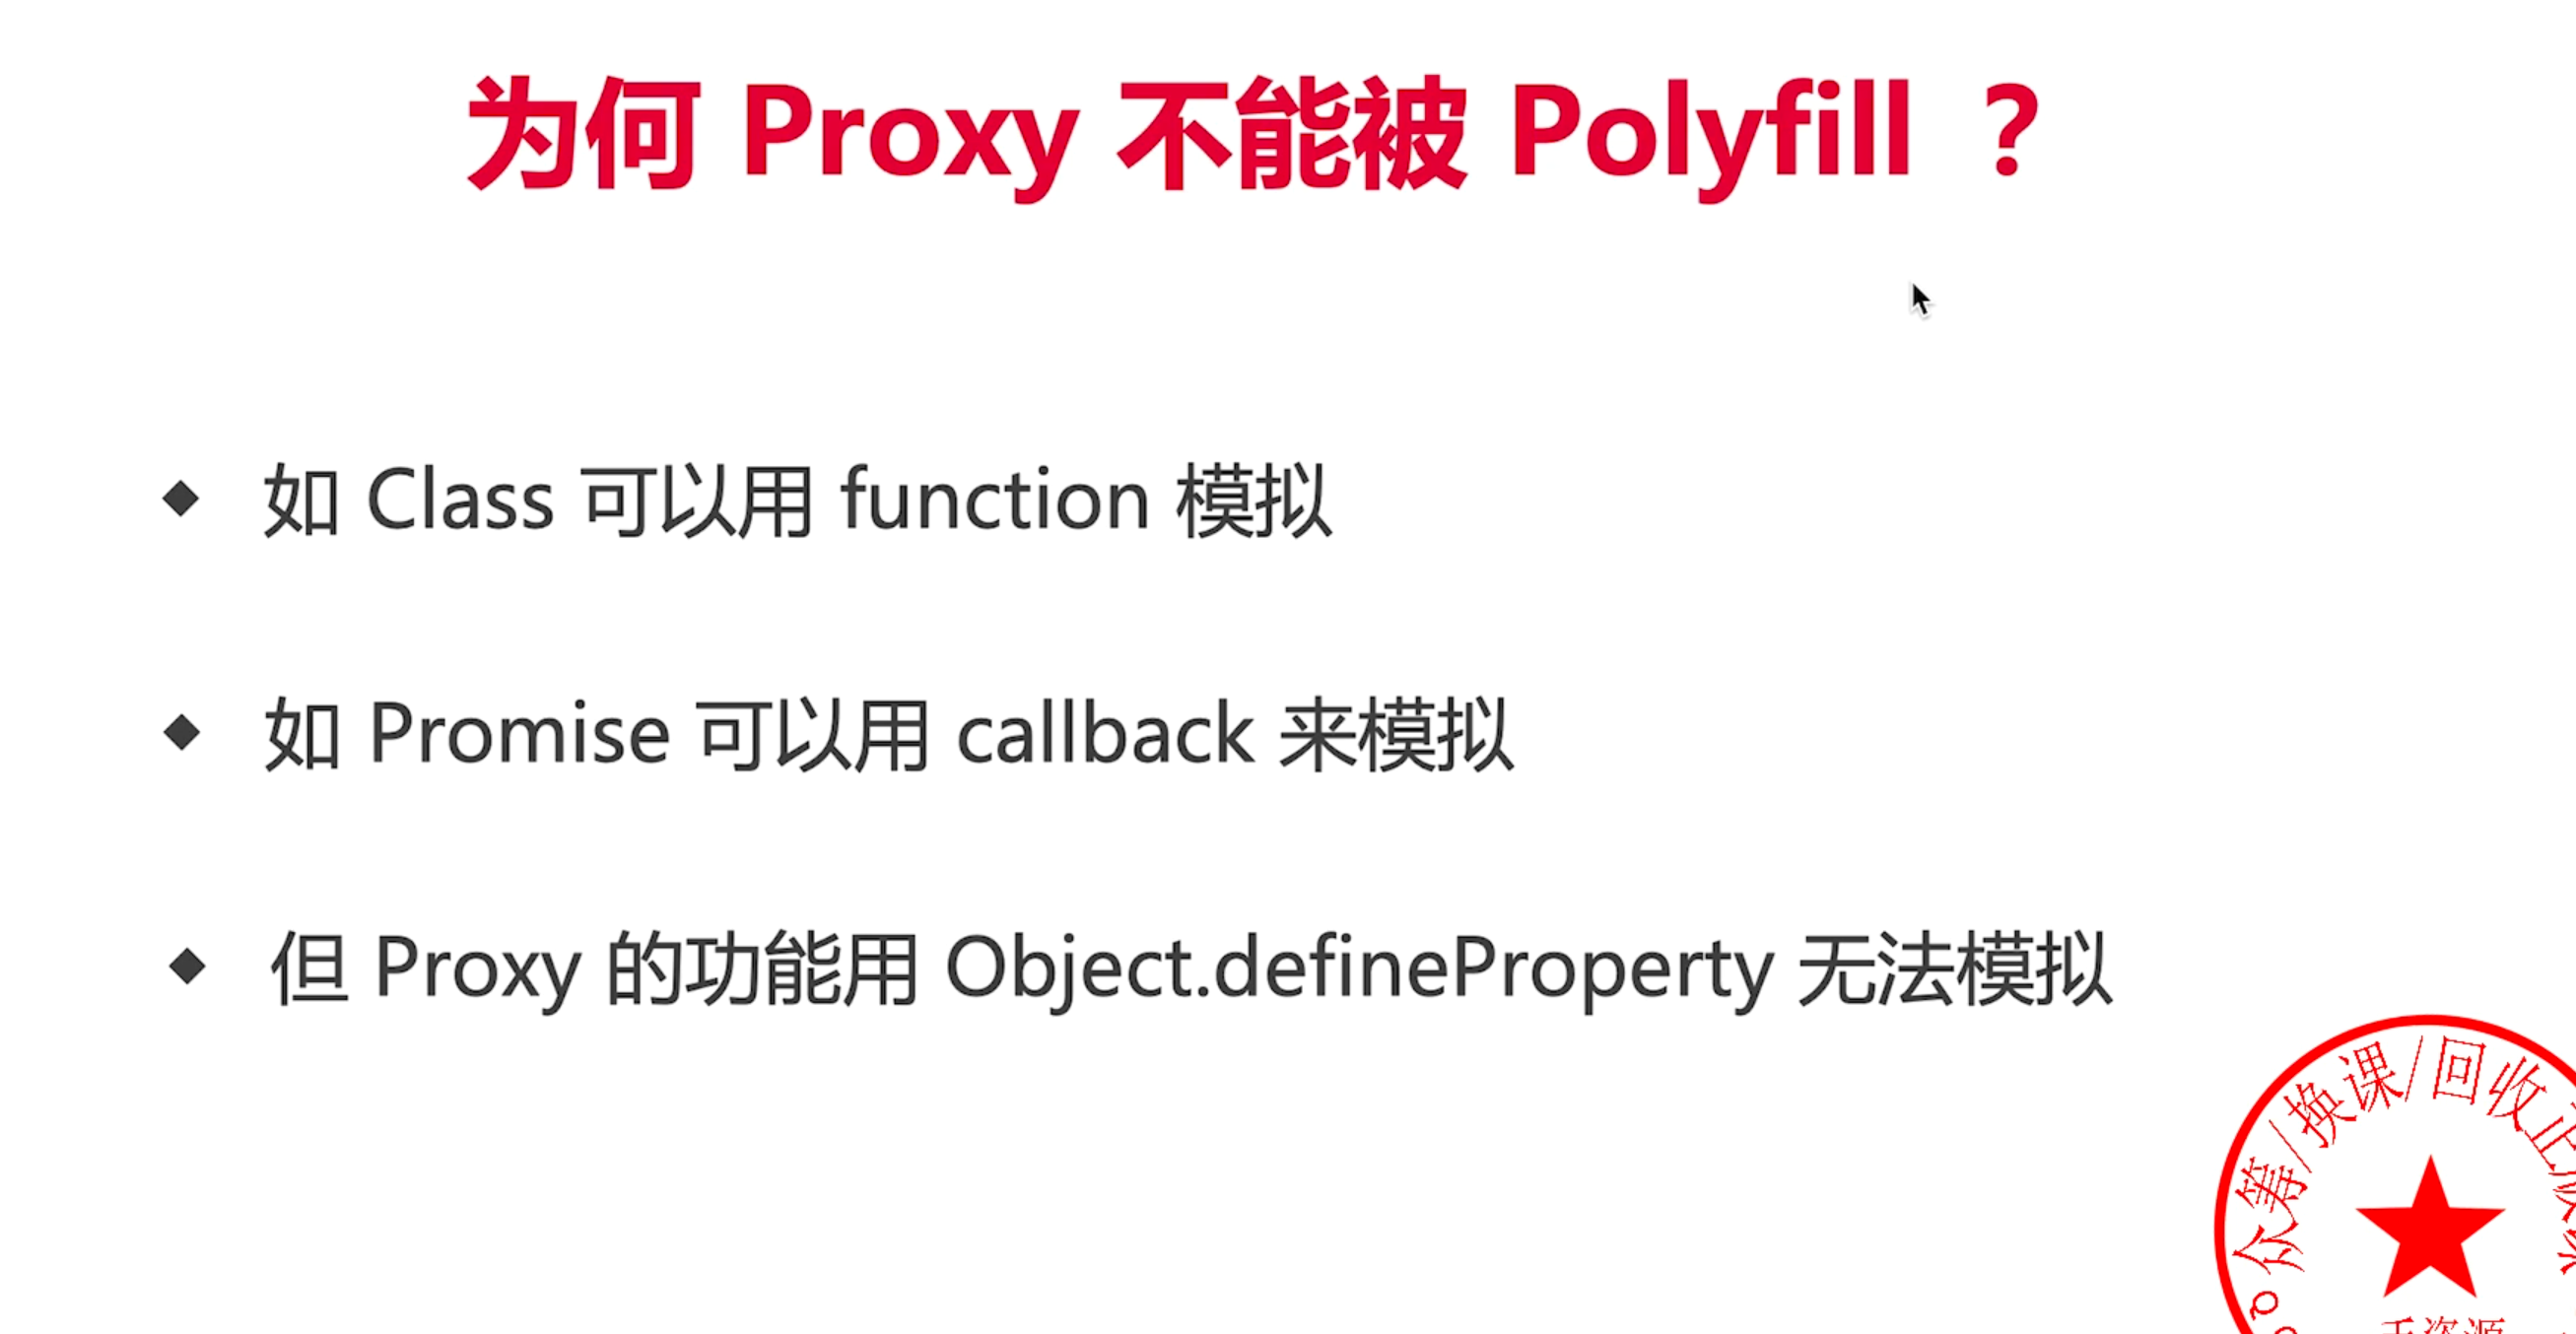 为何 Proxy 不能被 Polyfill ？
如 Class 可以用 function 模拟
如 Promise 可以用 callback 来模拟
但 Proxy 的功能用 Object.defineProperty 无法模拟
众筹/换课/回收正